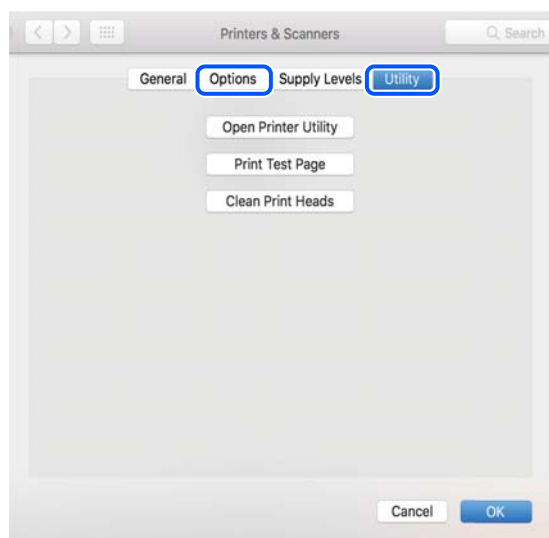 Printers & Scanners Search
General Options Supply Levels Utility
Open Printer Utility
Print Test Page
Clean Print Heads
Cancel OK